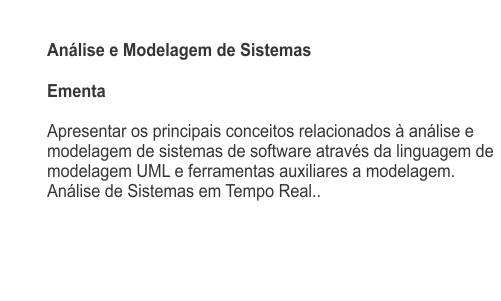 Análise e Modelagem de Sistemas
Ementa
Apresentar os principais conceitos relacionados à análise e
modelagem de sistemas de software através da linguagem de
modelagem UML e ferramentas auxiliares a modelagem.
Análise de Sistemas em Tempo Real..